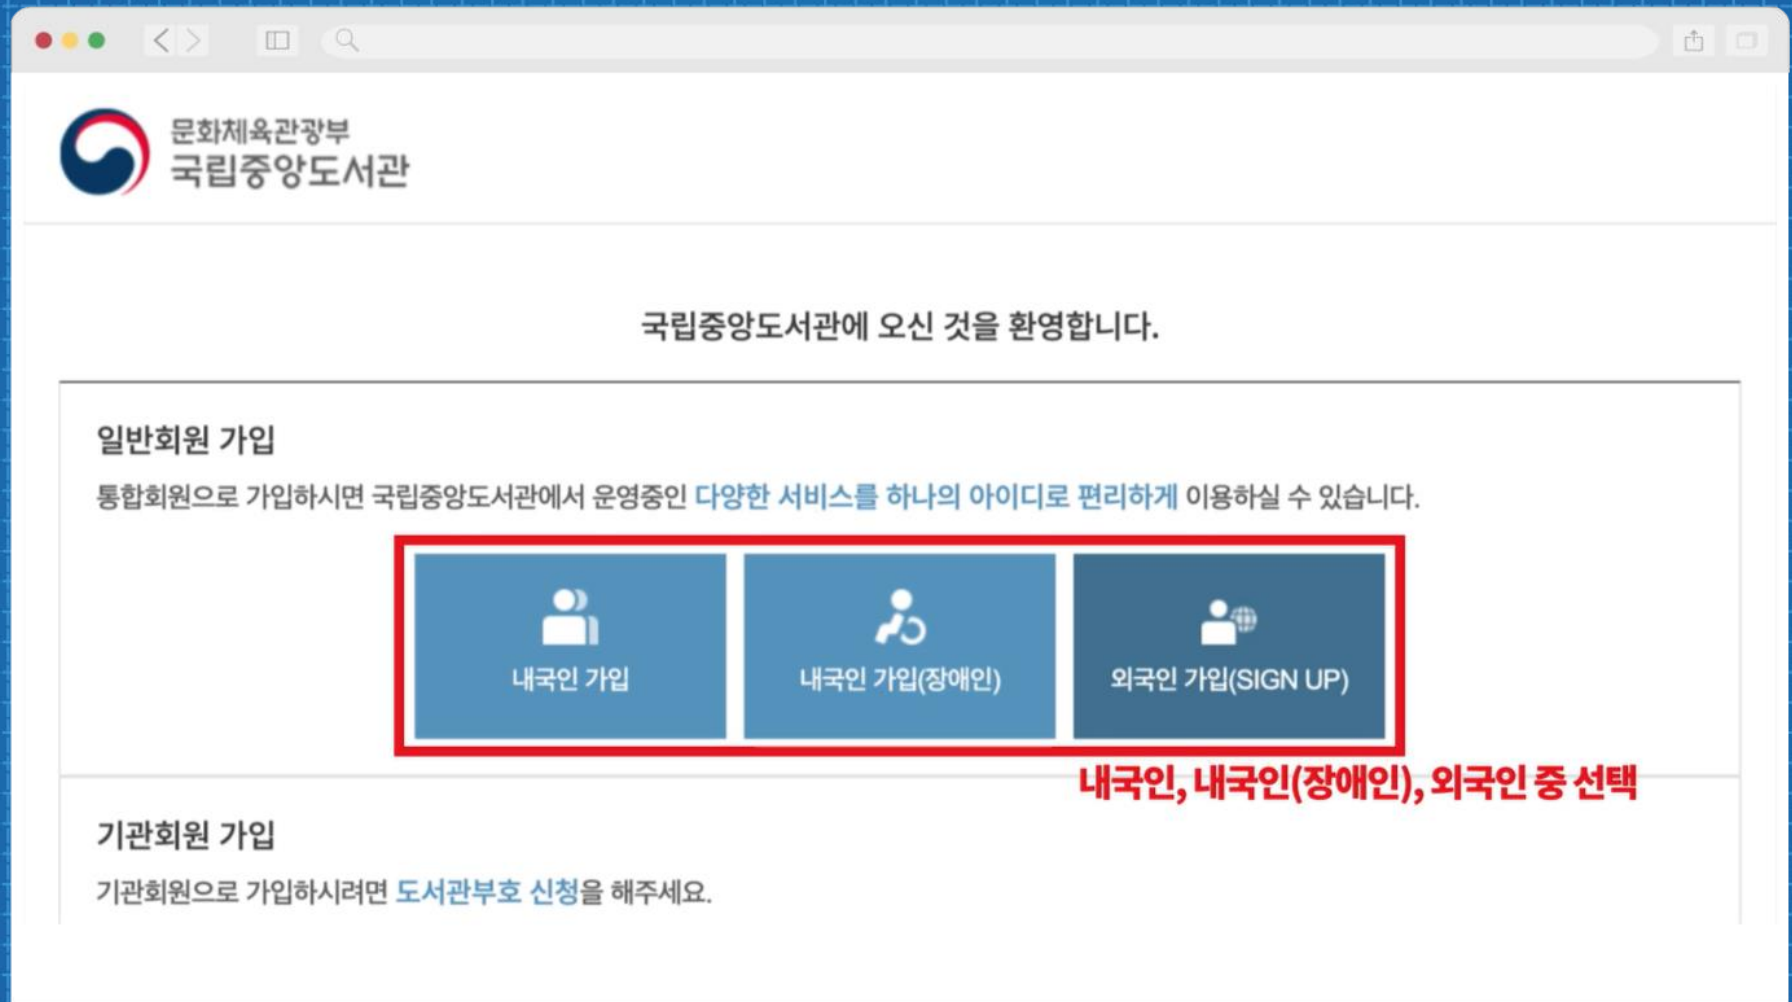 문화체육관광부
국립중앙도서관
국립중앙도서관에 오신 것을 환영합니다.
일반회원 가입
통합회원으로 가입하시면 국립중앙도서관에서 운영중인 다양한 서비스를 하나의 아이디로 편리하게 이용하실 수 있습니다.
내국인 가입
내국인 가입(장애인)
외국인 가입(SIGN UP)
내국인, 내국인(장애인), 외국인 중 선택
기관회원 가입
기관회원으로 가입하시려면 도서관부호 신청을 해주세요.